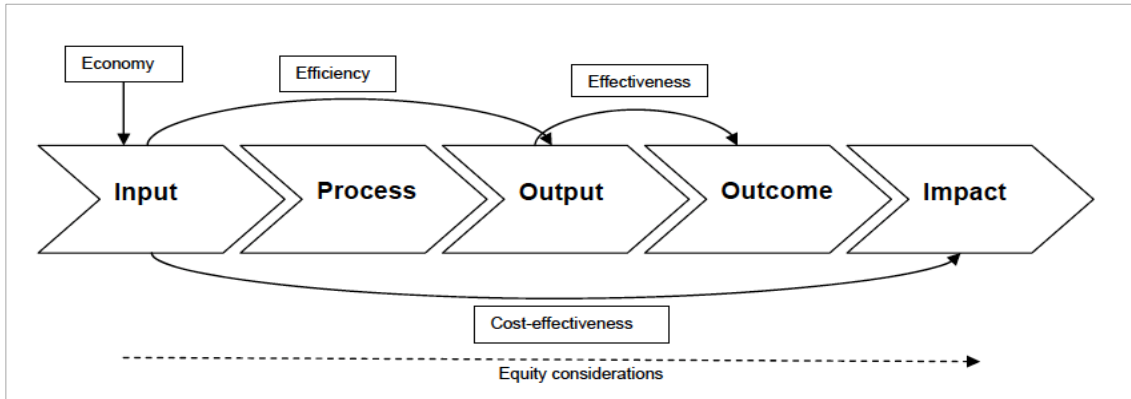 Economy
Efficiency
Effectiveness
Input
Process
Output
Outcome
Impact
Cost-effectiveness
Equity considerations